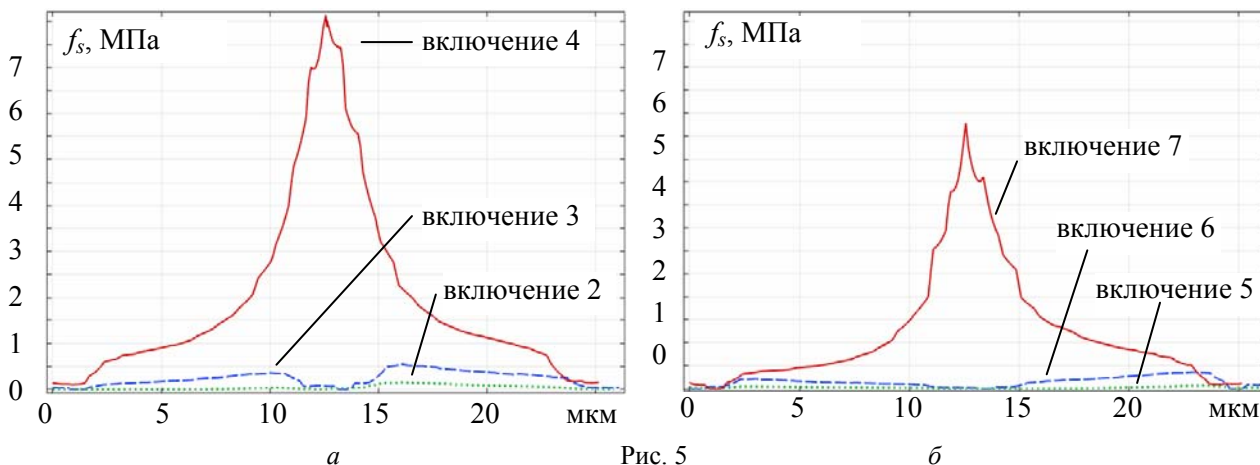 fs, МПа
включение 4
включение 3
включение 2
7
6
5
4
3
2
1
0
0 5 10 15 20 мкм
а
fs, МПа
включение 7
включение 6
включение 5
7
6
5
4
3
2
1
0
0 5 10 15 20 мкм
б
Рис. 5